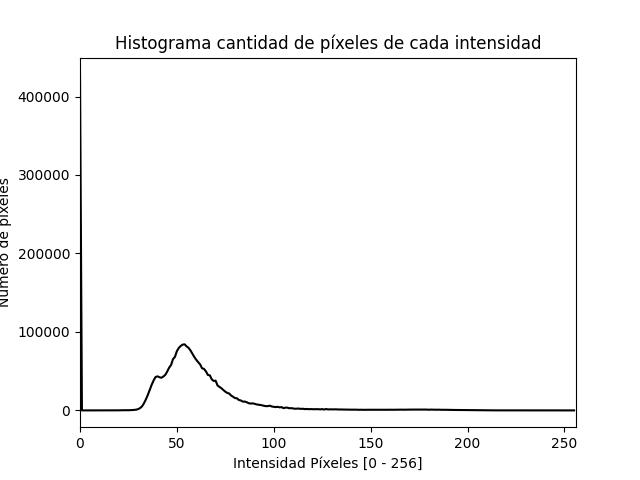 Histograma cantidad de píxeles de cada intensidad
Número de píxeles
400000
300000
200000
100000
0
0 50 100 150 200 250
Intensidad Píxeles [0 - 256]